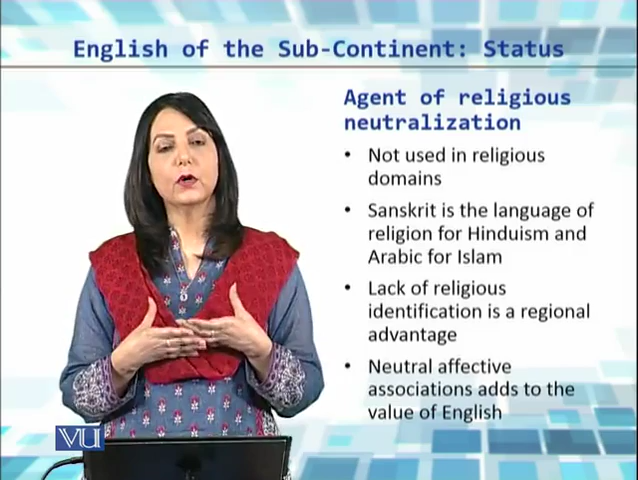 English of the Sub-Continent: Status
Agent of religious
neutralization
• Not used in religious
domains
• Sanskrit is the language of
religion for Hinduism and
Arabic for Islam
• Lack of religious
identification is a regional
advantage
• Neutral affective
associations adds to the
value of English
VU